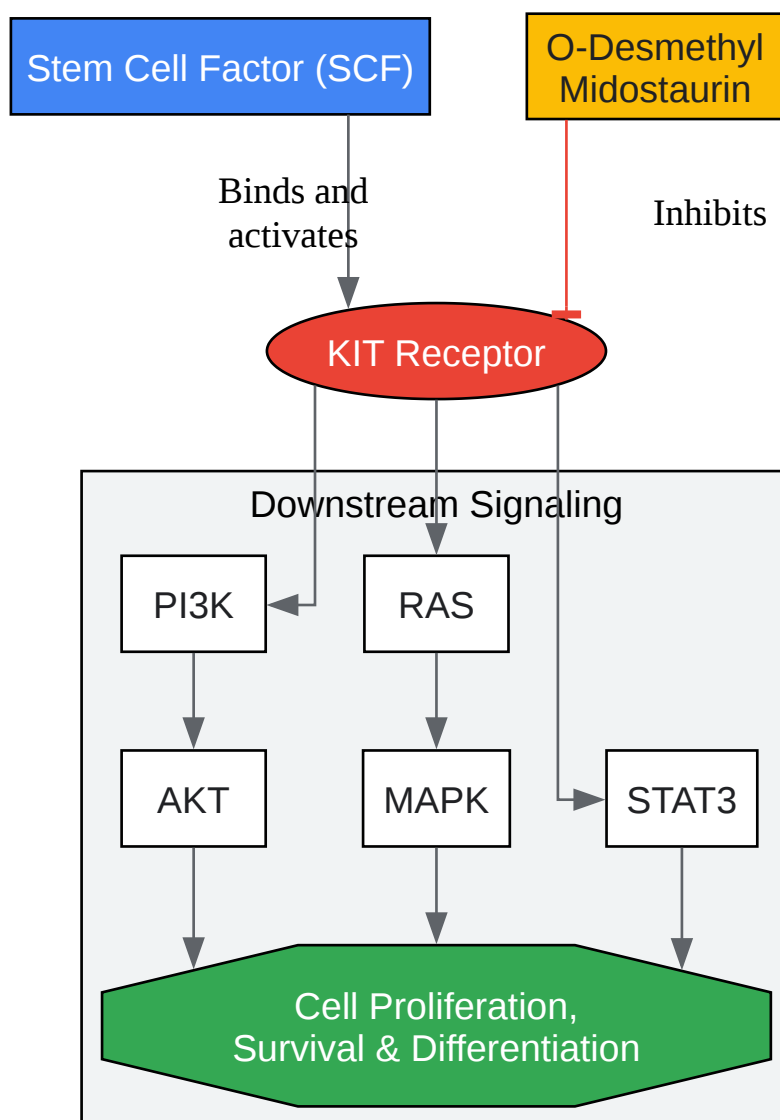 Stem Cell Factor (SCF)
O-Desmethyl
Midostaurin
Binds and
activates
Inhibits
KIT Receptor
Downstream Signaling
PI3K
RAS
AKT
MAPK
STAT3
Cell Proliferation,
Survival & Differentiation